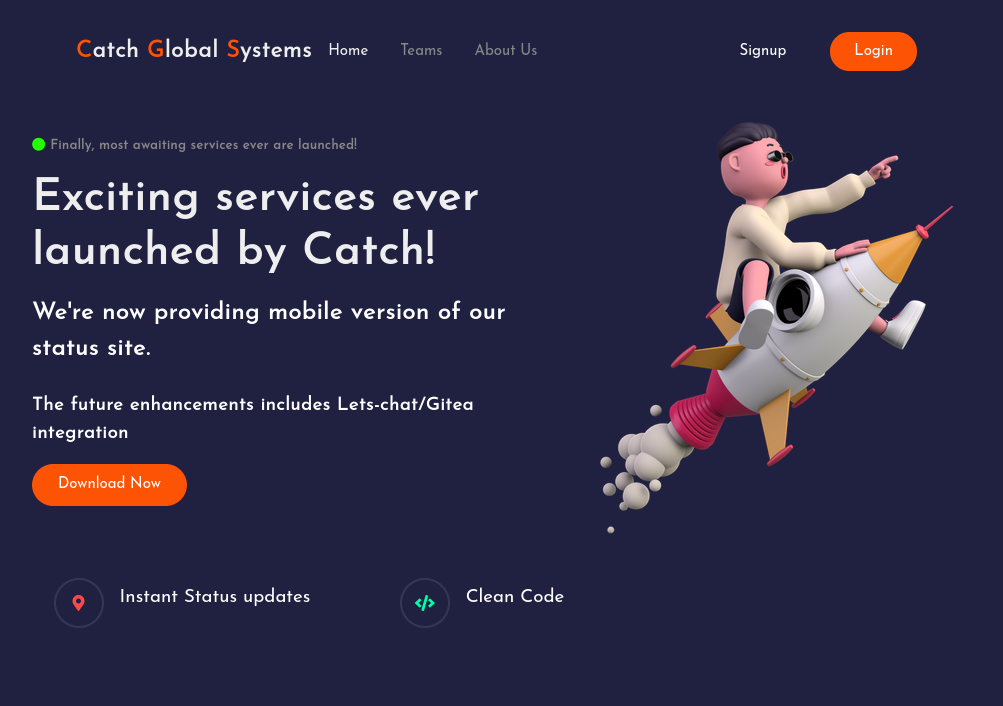 Catch Global Systems Home Teams About Us Signup Login
Finally, most awaiting services ever are launched!
Exciting services ever
launched by Catch!
We're now providing mobile version of our
status site.
The future enhancements includes Lets-chat/Gitea
integration
Download Now
Instant Status updates Clean Code